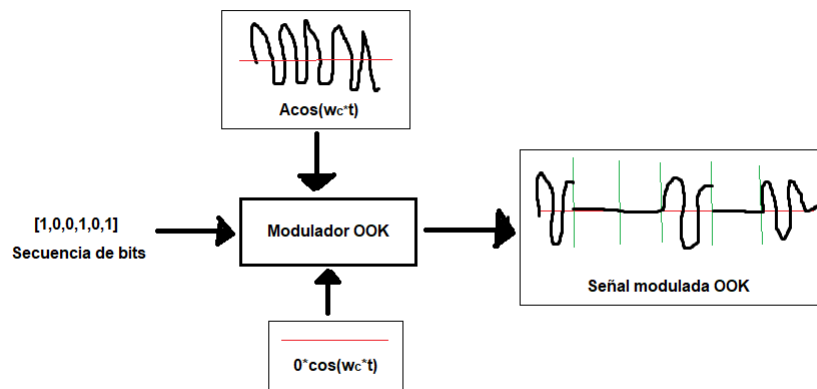 Acos(wc*t)
[1,0,0,1,0,1]
Secuencia de bits
Modulador OOK
Señal modulada OOK
0*cos(wc*t)